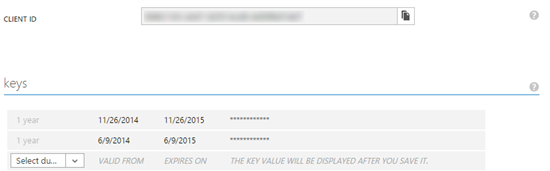 CLIENT ID
keys
1 year 11/26/2014 11/26/2015 ************
1 year 6/9/2014 6/9/2015 ************
Select du... VALID FROM EXPIRES ON THE KEY VALUE WILL BE DISPLAYED AFTER YOU SAVE IT.